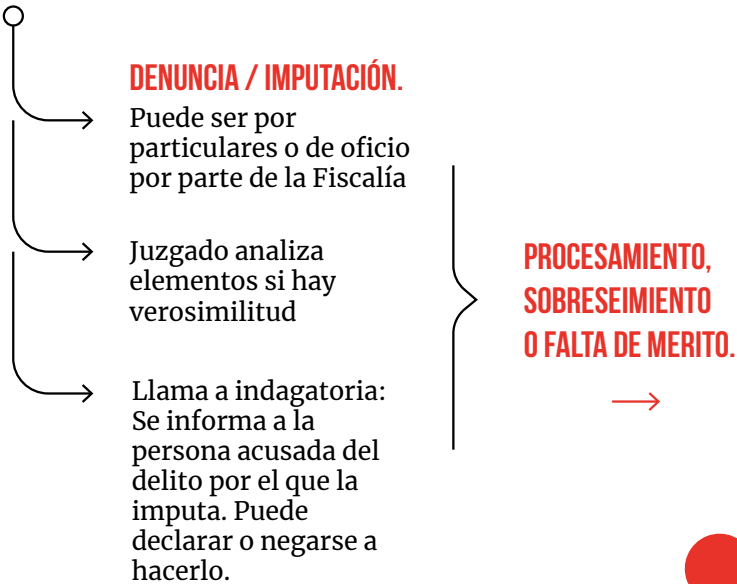 DENUNCIA / IMPUTACIÓN.
Puede ser por
particulares o de oficio
por parte de la Fiscalía
Juzgado analiza
elementos si hay
verosimilitud
Llama a indagatoria:
Se informa a la
persona acusada del
delito por el que la
imputa. Puede
declarar o negarse a
hacerlo.
PROCESAMIENTO,
SOBRESEIMIENTO
O FALTA DE MERITO.